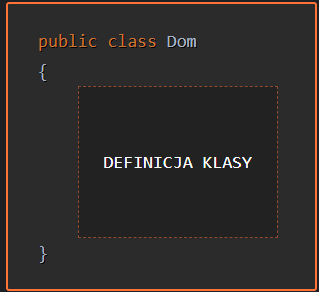 public class Dom
{
DEFINICJA KLASY
}